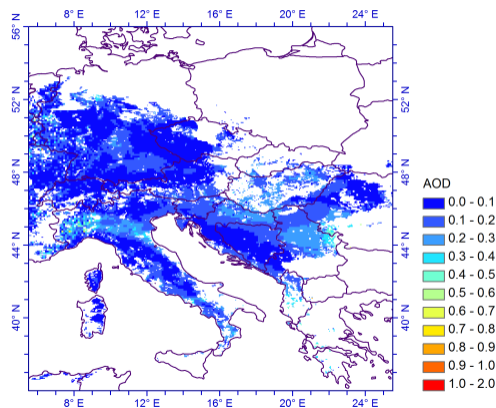 8° E 12° E 16° E 20° E 24° E
56° N
52° N
48° N
44° N
40° N
56° N
52° N
48° N
44° N
40° N
8° E 12° E 16° E 20° E 24° E
AOD
0.0 - 0.1
0.1 - 0.2
0.2 - 0.3
0.3 - 0.4
0.4 - 0.5
0.5 - 0.6
0.6 - 0.7
0.7 - 0.8
0.8 - 0.9
0.9 - 1.0
1.0 - 2.0